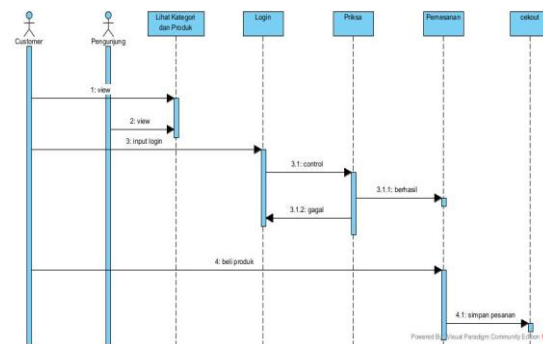 Customer
Pengunjung
Lihat Kategori
dan Produk
Login
Priksa
Pemesanan
cekout
1: view
2: view
3: input login
3.1: control
3.1.1: berhasil
3.1.2: gagal
4: beli produk
4.1: simpan pesanan
Powered By Visual Paradigm Community Edition